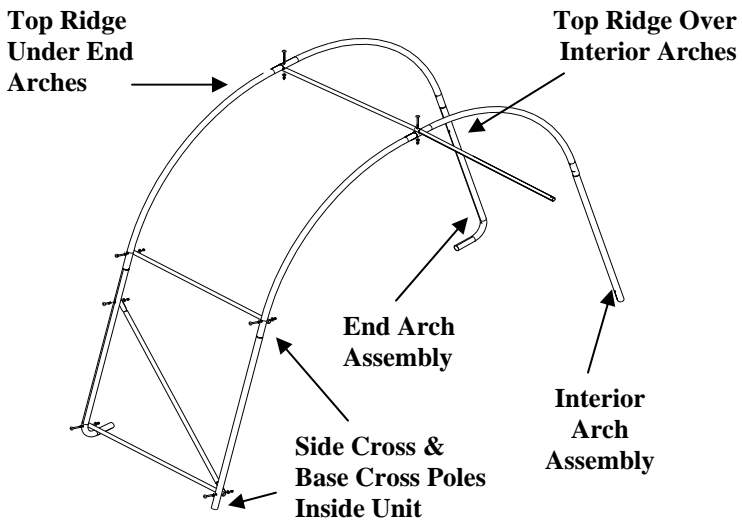 Top Ridge
Under End
Arches
Top Ridge Over
Interior Arches
End Arch
Assembly
Interior
Arch
Assembly
Side Cross &
Base Cross Poles
Inside Unit